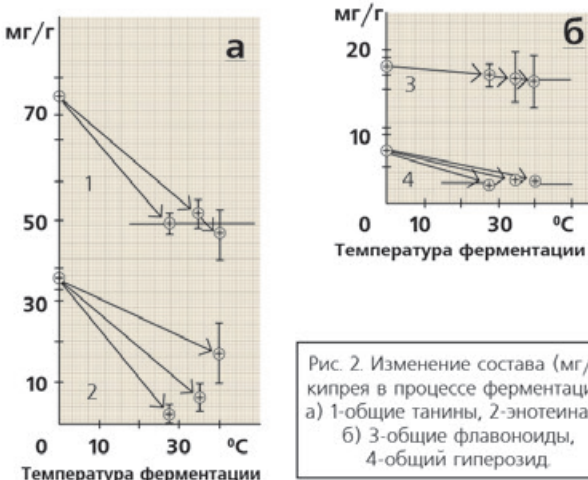 мг/г
а
70
1
50
30
2
10
0 10 30 ⁰С
Температура ферментации
мг/г
б
20
3
10
4
0 10 30 ⁰С
Температура ферментации
Рис. 2. Изменение состава (мг/
кипрея в процессе ферментаци
а) 1-общие танины, 2-энотеина
б) 3-общие флавоноиды,
4-общий гиперозид.